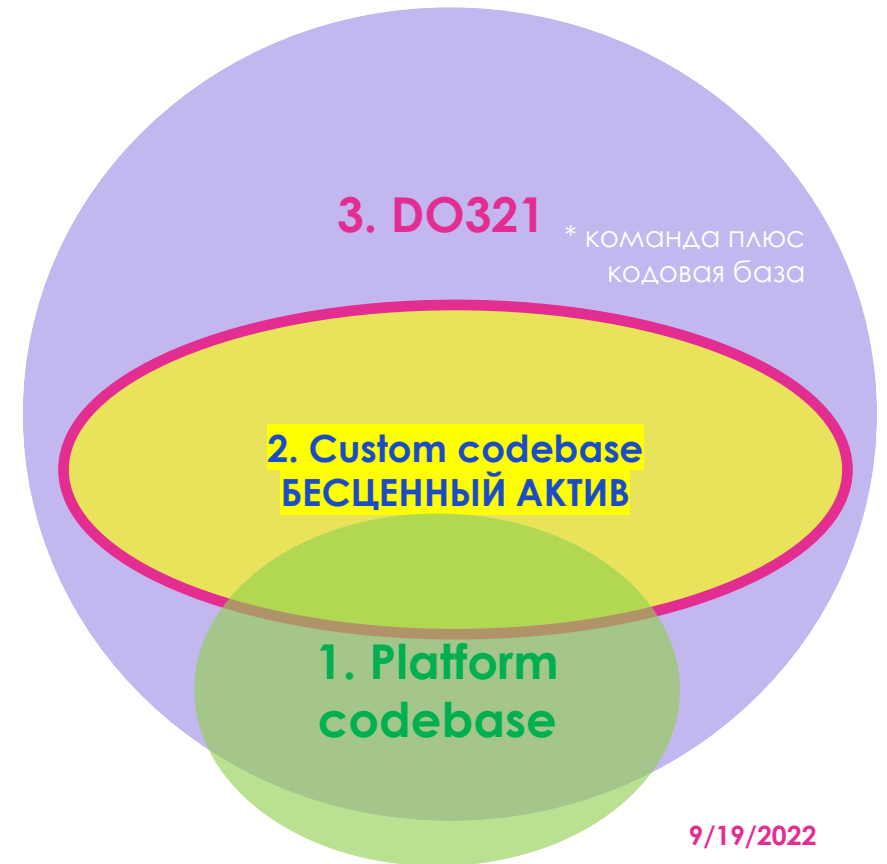 3. DO321
* команда плюс
кодовая база
2. Custom codebase
БЕСЦЕННЫЙ АКТИВ
1. Platform
codebase
9/19/2022